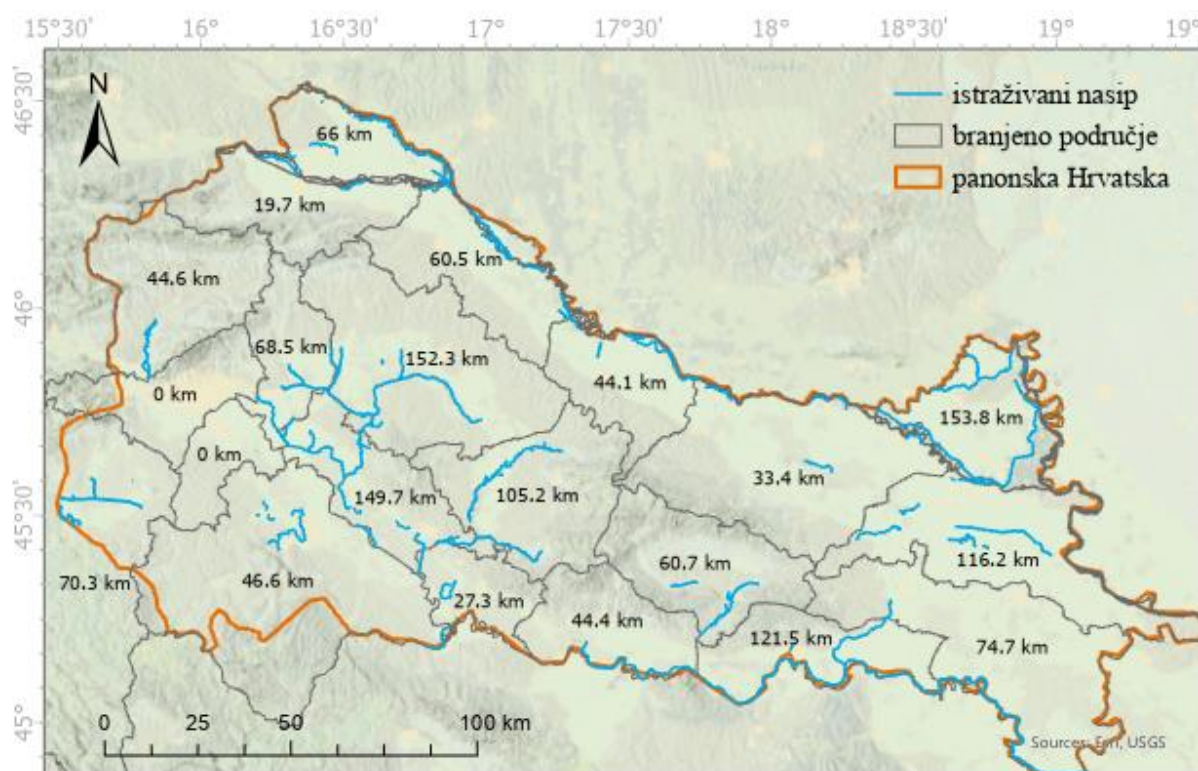 15°30' 16° 16°30' 17° 17°30' 18° 18°30' 19° 19°
N
46°30'
46°
45°30'
45°
istraživani nasip
branjeno područje
panonska Hrvatska
66 km
19.7 km
60.5 km
44.6 km
68.5 km
152.3 km
44.1 km
0 km
153.8 km
0 km
33.4 km
149.7 km
105.2 km
116.2 km
60.7 km
70.3 km
46.6 km
27.3 km
44.4 km
121.5 km
74.7 km
0 25 50 100 km
Sources: Esri, USGS